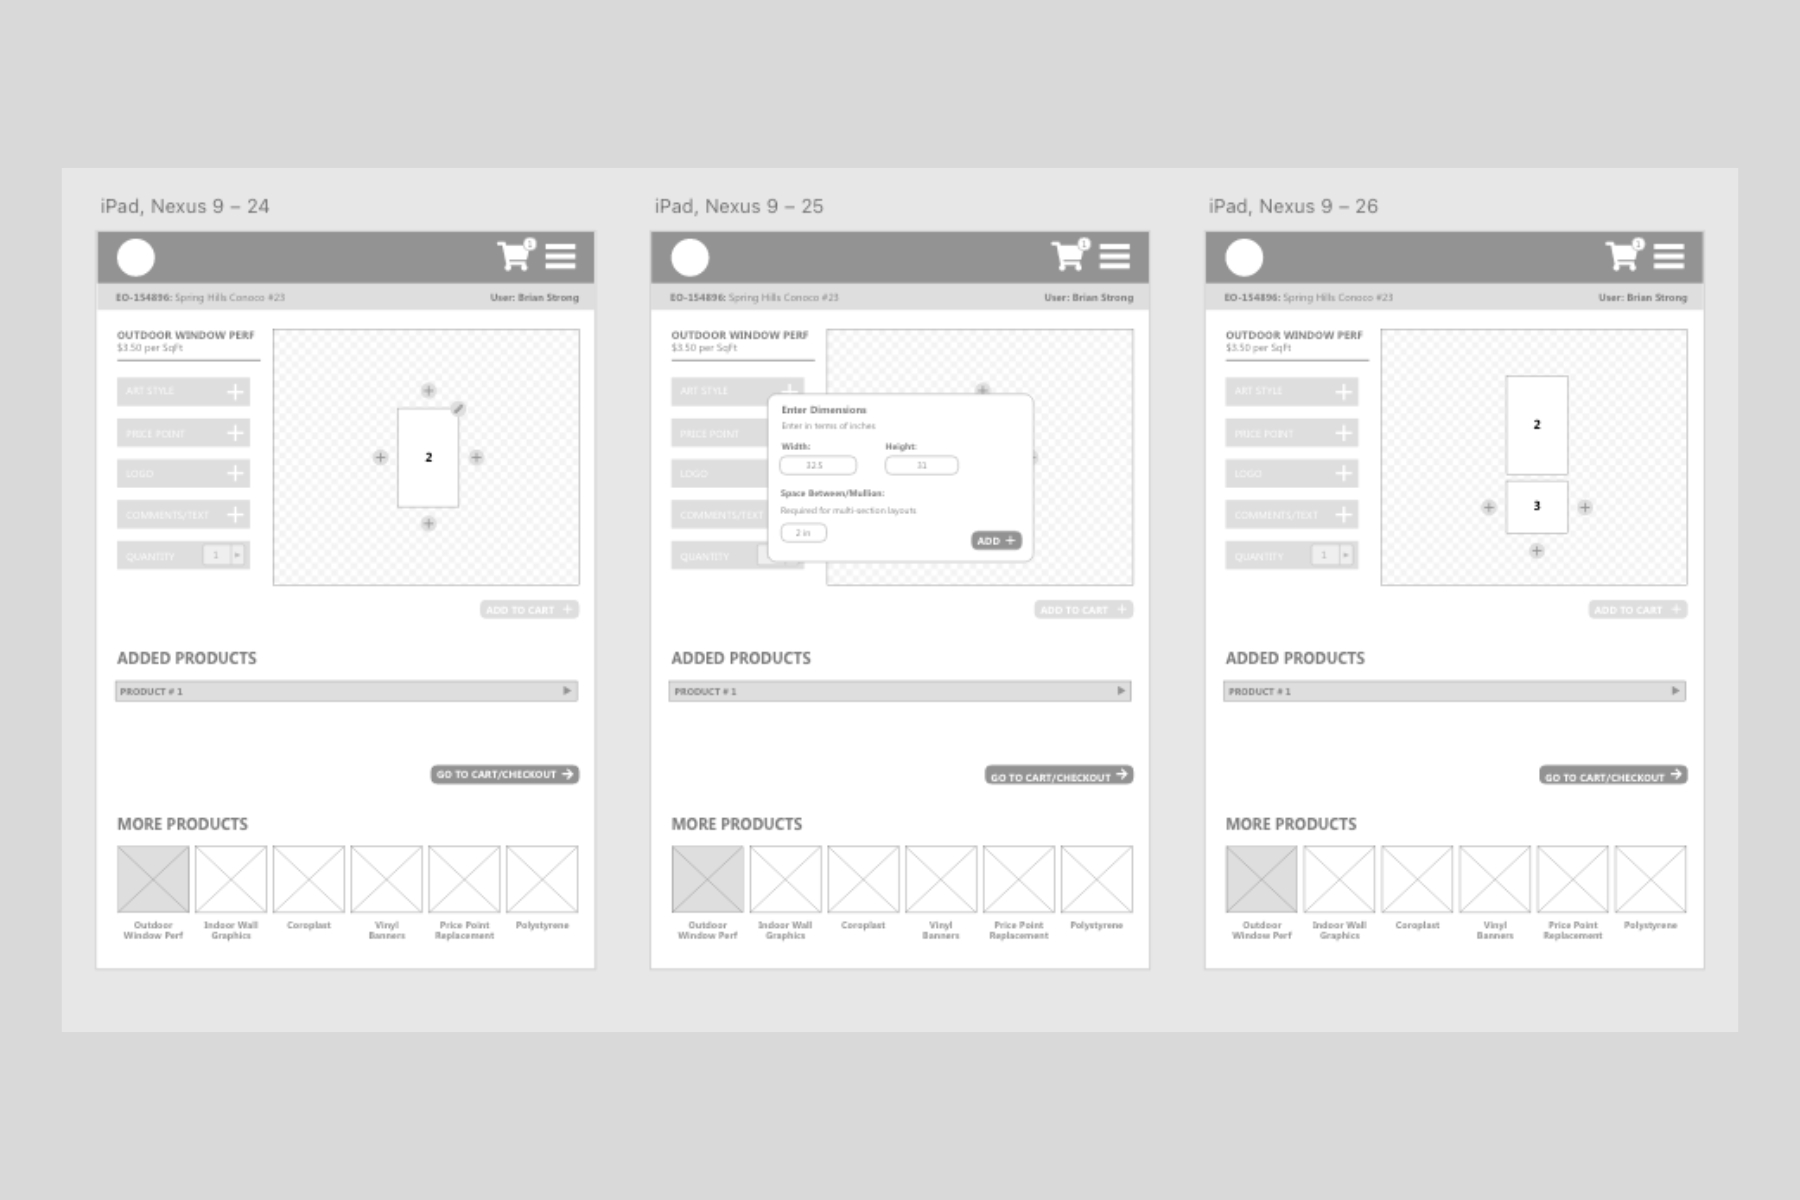 iPad, Nexus 9 – 24
1
EO-154896: Spring Hills Conoco #23
User: Brian Strong
OUTDOOR WINDOW PERF
$3.50 per SqFt
ART STYLE
PRICE POINT
LOGO
COMMENTS/TEXT
QUANTITY 1
2
ADD TO CART
ADDED PRODUCTS
PRODUCT # 1
GO TO CART/CHECKOUT
MORE PRODUCTS
Outdoor
Window Perf
Indoor Wall
Graphics
Coroplast
Vinyl
Banners
Price Point
Replacement
Polystyrene
iPad, Nexus 9 – 25
1
EO-154896: Spring Hills Conoco #23
User: Brian Strong
OUTDOOR WINDOW PERF
$3.50 per SqFt
ART STYLE
PRICE POINT
LOGO
COMMENTS/TEXT
QUANTITY
Enter Dimensions
Enter in terms of inches
Width:
Height:
32.5
31
Space Between/Mullian:
Required for multi-section layouts
2 in
ADD
ADD TO CART
ADDED PRODUCTS
PRODUCT # 1
GO TO CART/CHECKOUT
MORE PRODUCTS
Outdoor
Window Perf
Indoor Wall
Graphics
Coroplast
Vinyl
Banners
Price Point
Replacement
Polystyrene
iPad, Nexus 9 – 26
1
EO-154896: Spring Hills Conoco #23
User: Brian Strong
OUTDOOR WINDOW PERF
$3.50 per SqFt
ART STYLE
PRICE POINT
LOGO
COMMENTS/TEXT
QUANTITY 1
2
3
ADD TO CART
ADDED PRODUCTS
PRODUCT # 1
GO TO CART/CHECKOUT
MORE PRODUCTS
Outdoor
Window Perf
Indoor Wall
Graphics
Coroplast
Vinyl
Banners
Price Point
Replacement
Polystyrene